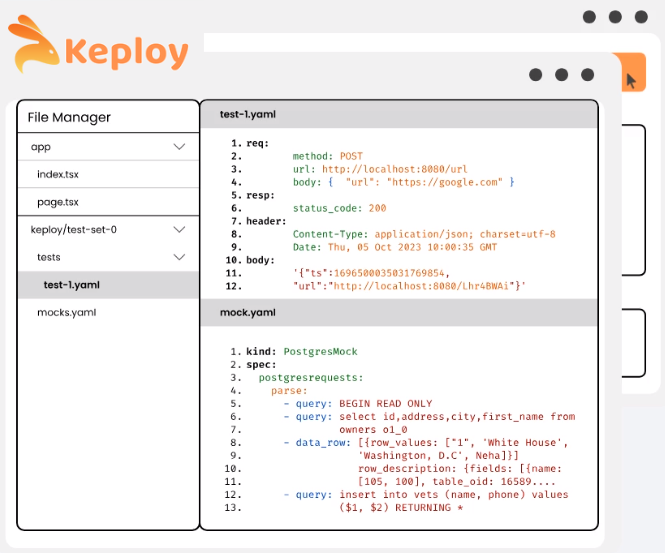 Keploy
File Manager
app
index.tsx
page.tsx
keploy/test-set-0
tests
test-1.yaml
mocks.yaml
test-1.yaml
1. req:
2. method: POST
3. url: http://localhost:8080/url
4. body: { "url": "https://google.com" }
5. resp:
6. status_code: 200
7. header:
8. Content-Type: application/json; charset=utf-8
9. Date: Thu, 05 Oct 2023 10:00:35 GMT
10. body:
11. '{"ts":1696500035031769854,
12. "url":"http://localhost:8080/Lhr4BWAi"}'
mock.yaml
1. kind: PostgresMock
2. spec:
3. postgresrequests:
4. parse:
5. - query: BEGIN READ ONLY
6. - query: select id,address,city,first_name from
7. owners o1_0
8. - data_row: [{row_values: ["1", 'White House',
9. 'Washington, D.C', Neha]}]
10. row_description: {fields: [{name:
11. [105, 100], table_oid: 16589....
12. - query: insert into vets (name, phone) values
13. ($1, $2) RETURNING *